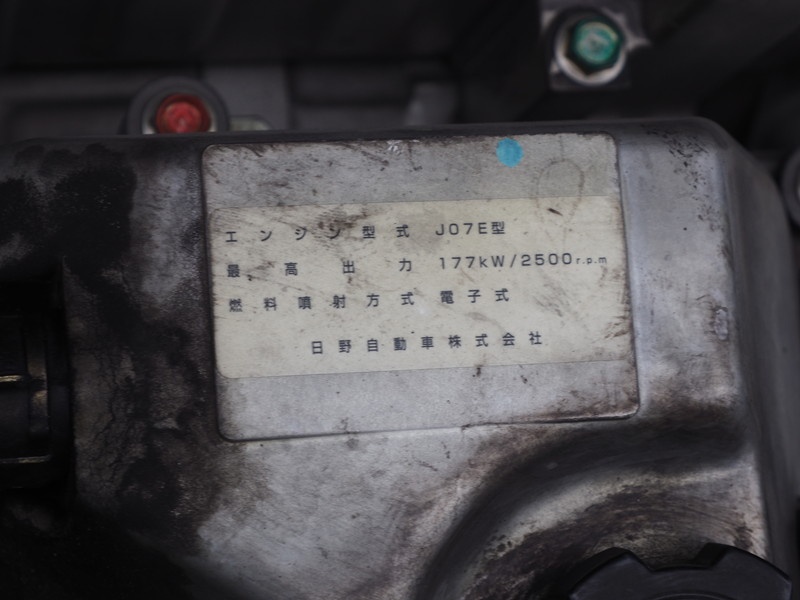 エンジン型式 J07E型
最高出力 177kW/2500r.p.m
燃料噴射方式 電子式
日野自動車株式会社